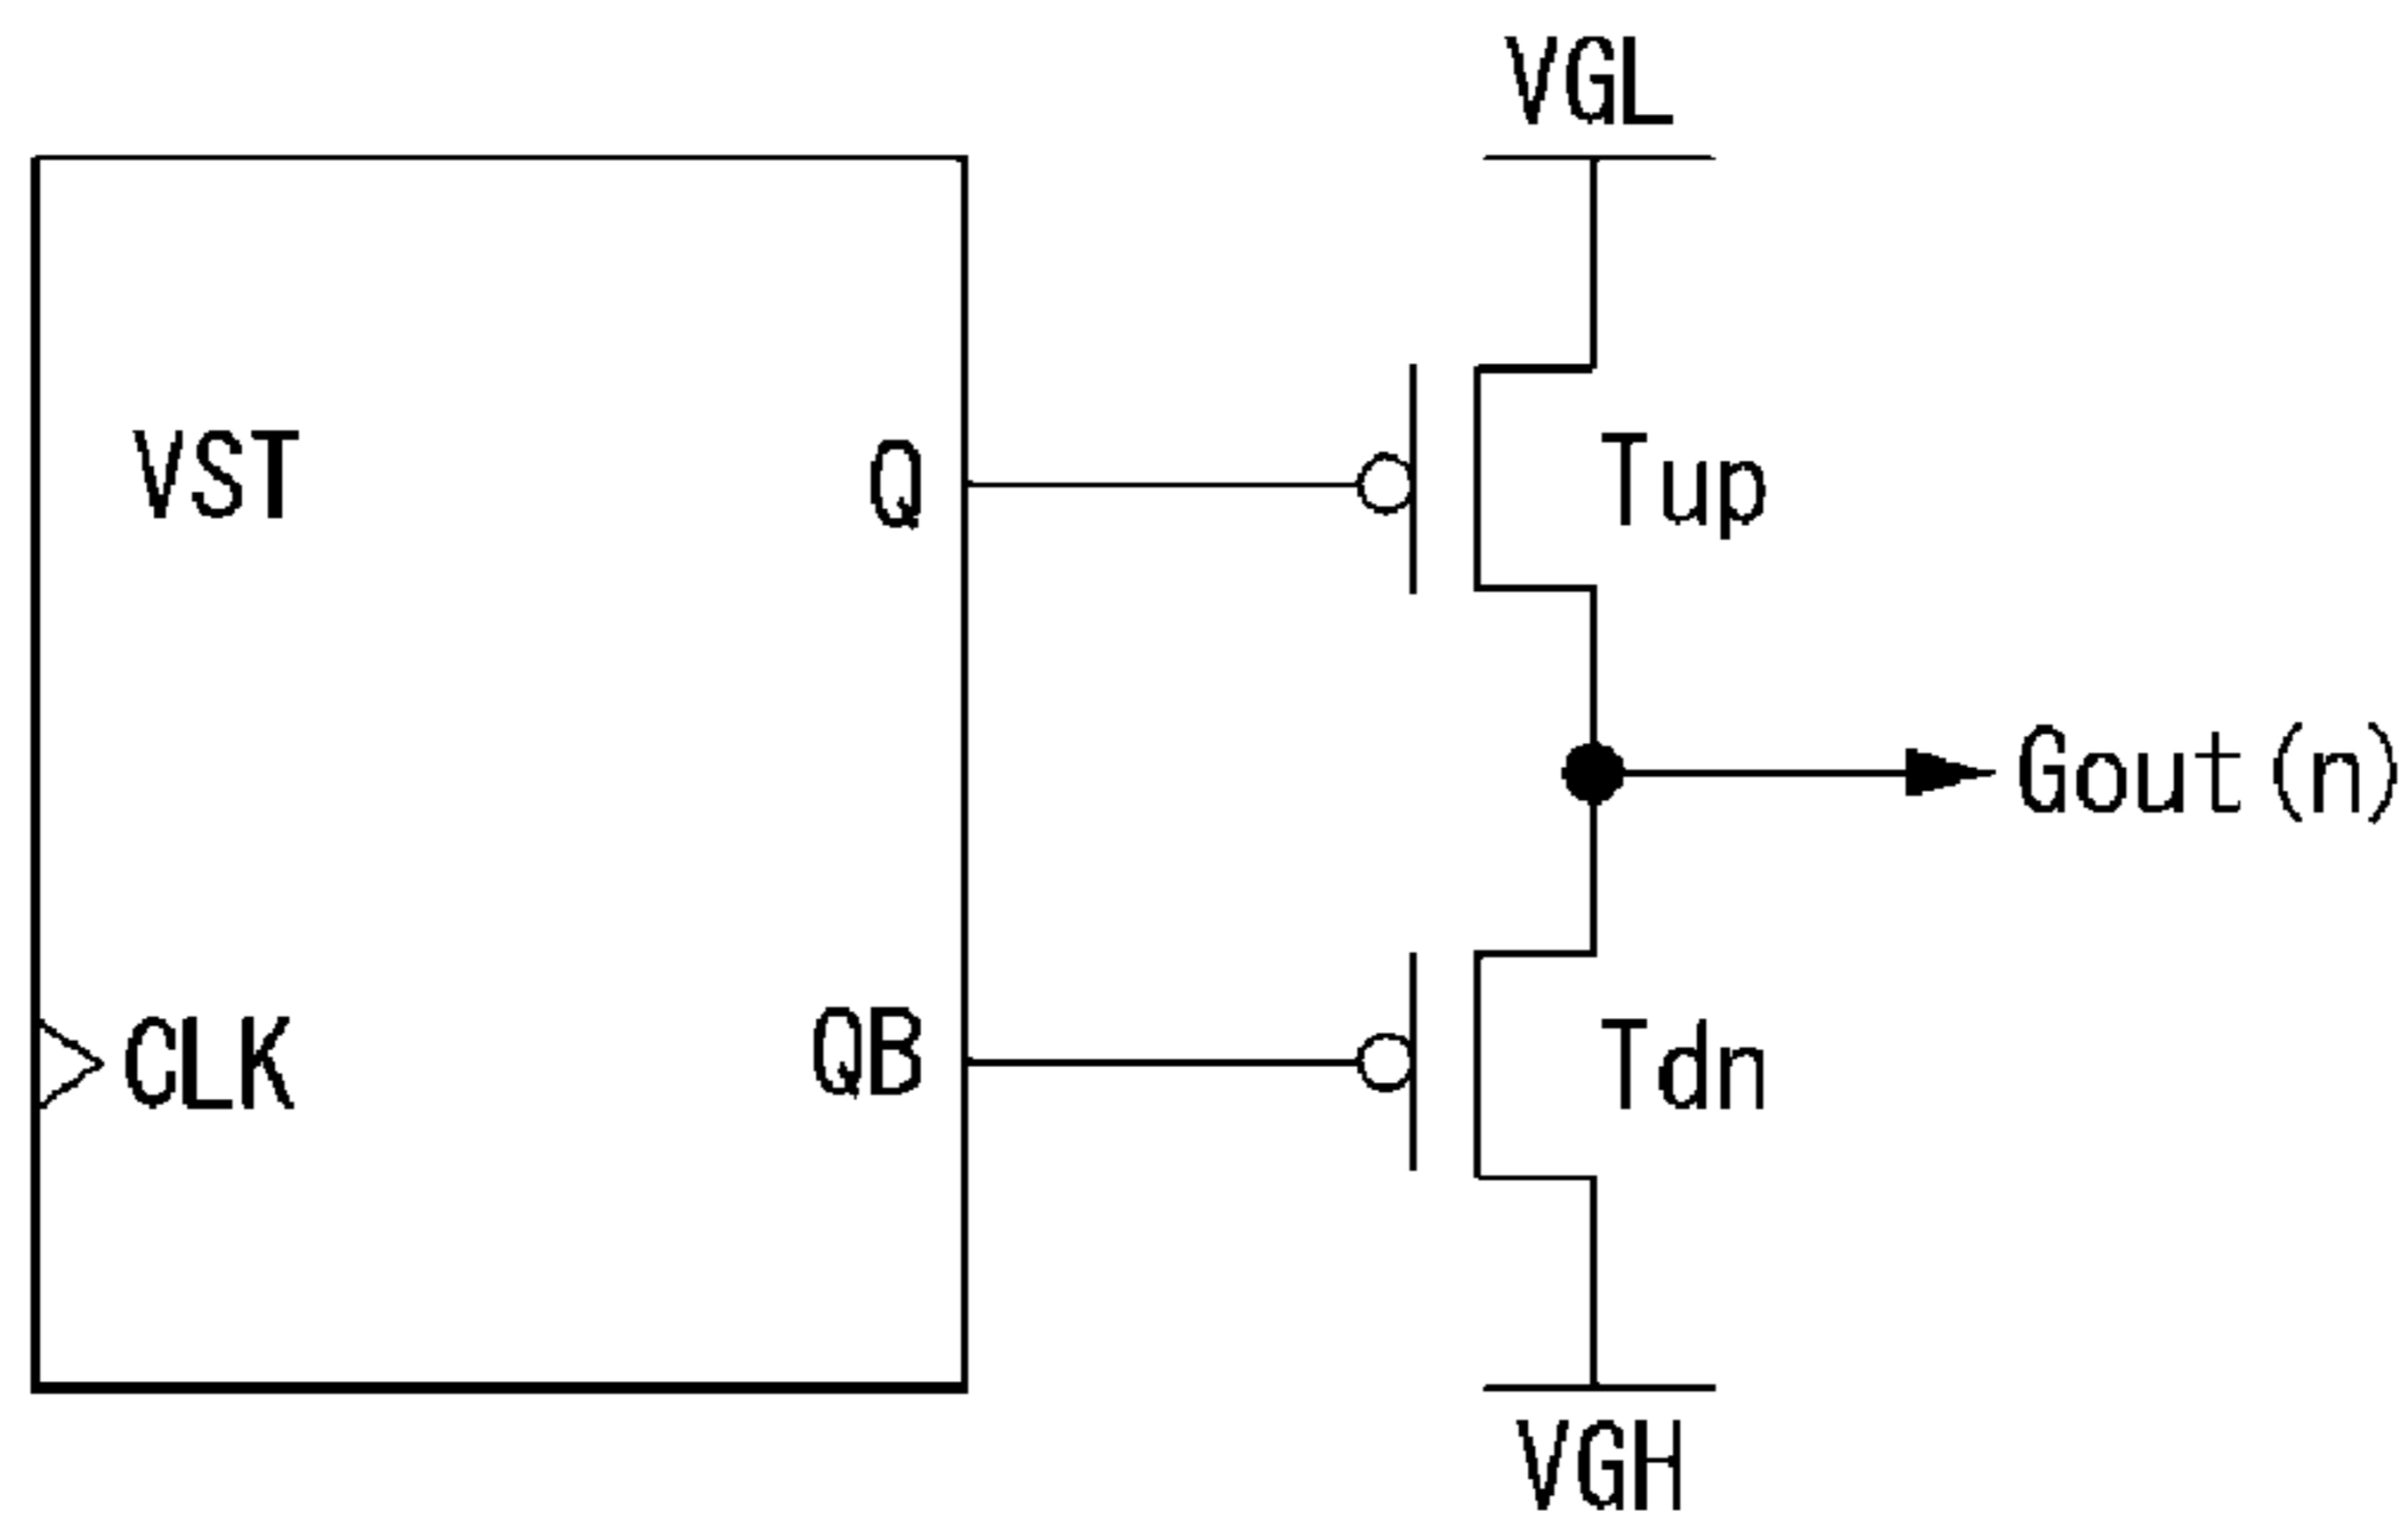 VGL
VST
Q
Tup
Gout(n)
CLK
QB
Tdn
VGH